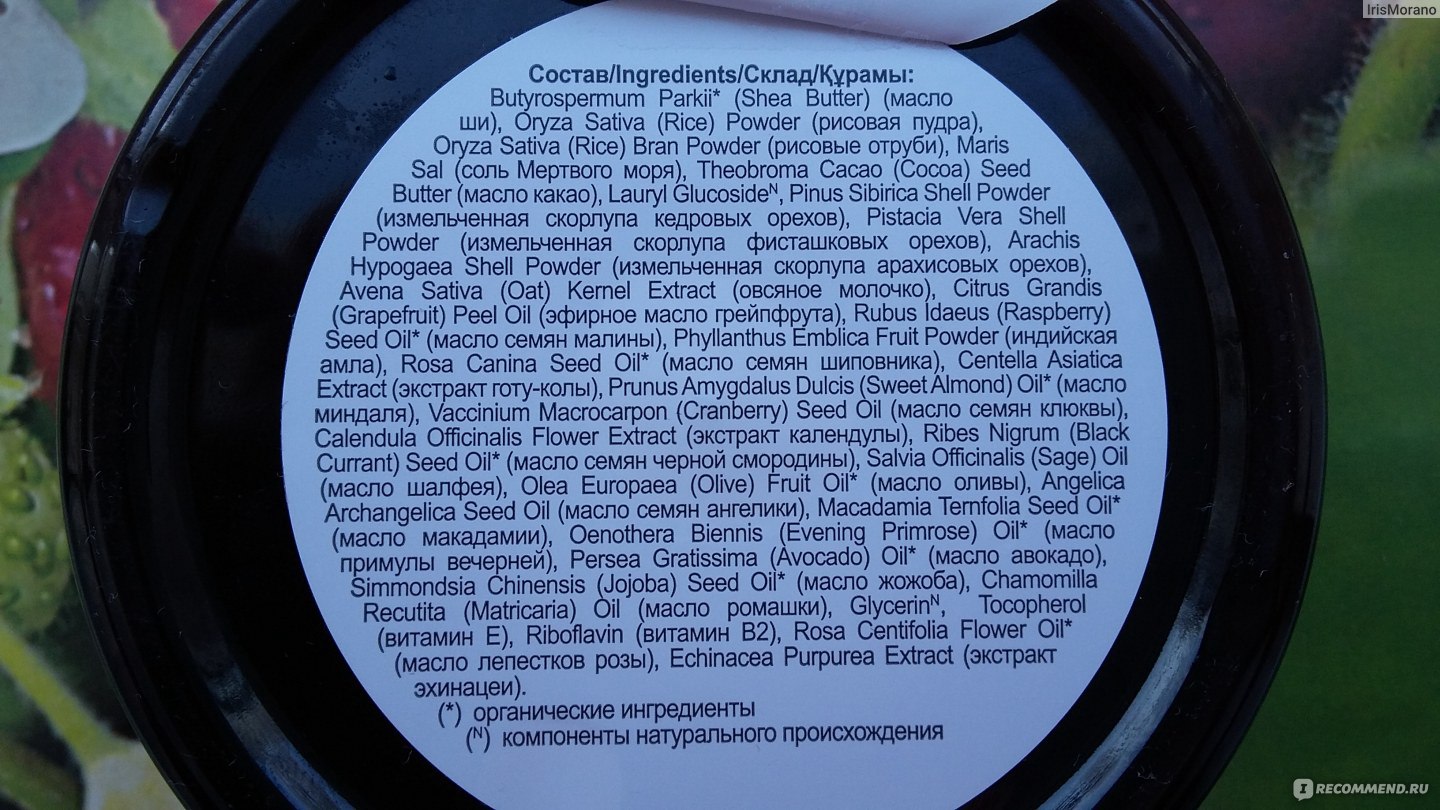 IrisMorano
Состав/Ingredients/Склад/Құрамы:
Butyrospermum Parkii* (Shea Butter) (масло
ши), Oryza Sativa (Rice) Powder (рисовая пудра),
Oryza Sativa (Rice) Bran Powder (рисовые отруби), Maris
Sal (соль Мертвого моря), Theobroma Cacao (Cocoa) Seed
Butter (масло какао), Lauryl Glucosideᴺ, Pinus Sibirica Shell Powder
(измельченная скорлупа кедровых орехов), Pistacia Vera Shell
Powder (измельченная скорлупа фисташковых орехов), Arachis
Hypogaea Shell Powder (измельченная скорлупа арахисовых орехов),
Avena Sativa (Oat) Kernel Extract (овсяное молочко), Citrus Grandis
(Grapefruit) Peel Oil (эфирное масло грейпфрута), Rubus Idaeus (Raspberry)
Seed Oil* (масло семян малины), Phyllanthus Emblica Fruit Powder (индийская
амла), Rosa Canina Seed Oil* (масло семян шиповника), Centella Asiatica
Extract (экстракт готу-колы), Prunus Amygdalus Dulcis (Sweet Almond) Oil* (масло
миндаля), Vaccinium Macrocarpon (Cranberry) Seed Oil (масло семян клюквы),
Calendula Officinalis Flower Extract (экстракт календулы), Ribes Nigrum (Black
Currant) Seed Oil* (масло семян черной смородины), Salvia Officinalis (Sage) Oil
(масло шалфея), Olea Europaea (Olive) Fruit Oil* (масло оливы), Angelica
Archangelica Seed Oil (масло семян ангелики), Macadamia Ternfolia Seed Oil*
(масло макадамии), Oenothera Biennis (Evening Primrose) Oil* (масло
примулы вечерней), Persea Gratissima (Avocado) Oil* (масло авокадо),
Simmondsia Chinensis (Jojoba) Seed Oil* (масло жожоба), Chamomilla
Recutita (Matricaria) Oil (масло ромашки), Glycerinᴺ, Tocopherol
(витамин Е), Riboflavin (витамин В2), Rosa Centifolia Flower Oil*
(масло лепестков розы), Echinacea Purpurea Extract (экстракт
эхинацеи).
(*) органические ингредиенты
(ᴺ) компоненты натурального происхождения
I RECOMMEND.RU